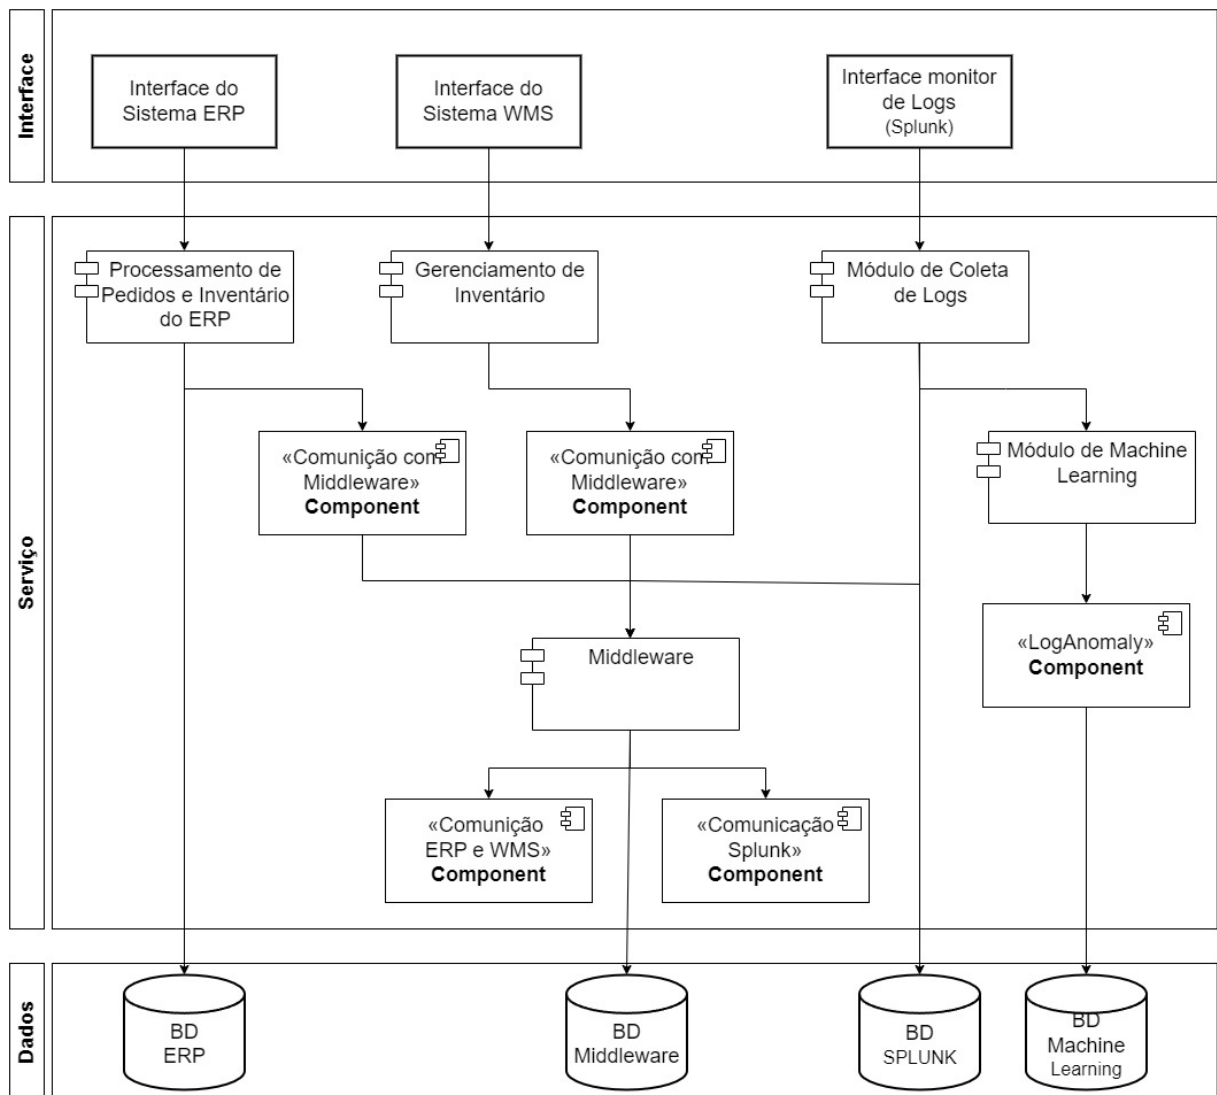 Interface
Interface do
Sistema ERP
Interface do
Sistema WMS
Interface monitor
de Logs
(Splunk)
Serviço
Processamento de
Pedidos e Inventário
do ERP
Gerenciamento de
Inventário
Módulo de Coleta
de Logs
«Comunição com
Middleware»
Component
«Comunição com
Middleware»
Component
Módulo de Machine
Learning
Middleware
«LogAnomaly»
Component
«Comunição
ERP e WMS»
Component
«Comunicação
Splunk»
Component
Dados
BD
ERP
BD
Middleware
BD
SPLUNK
BD
Machine
Learning